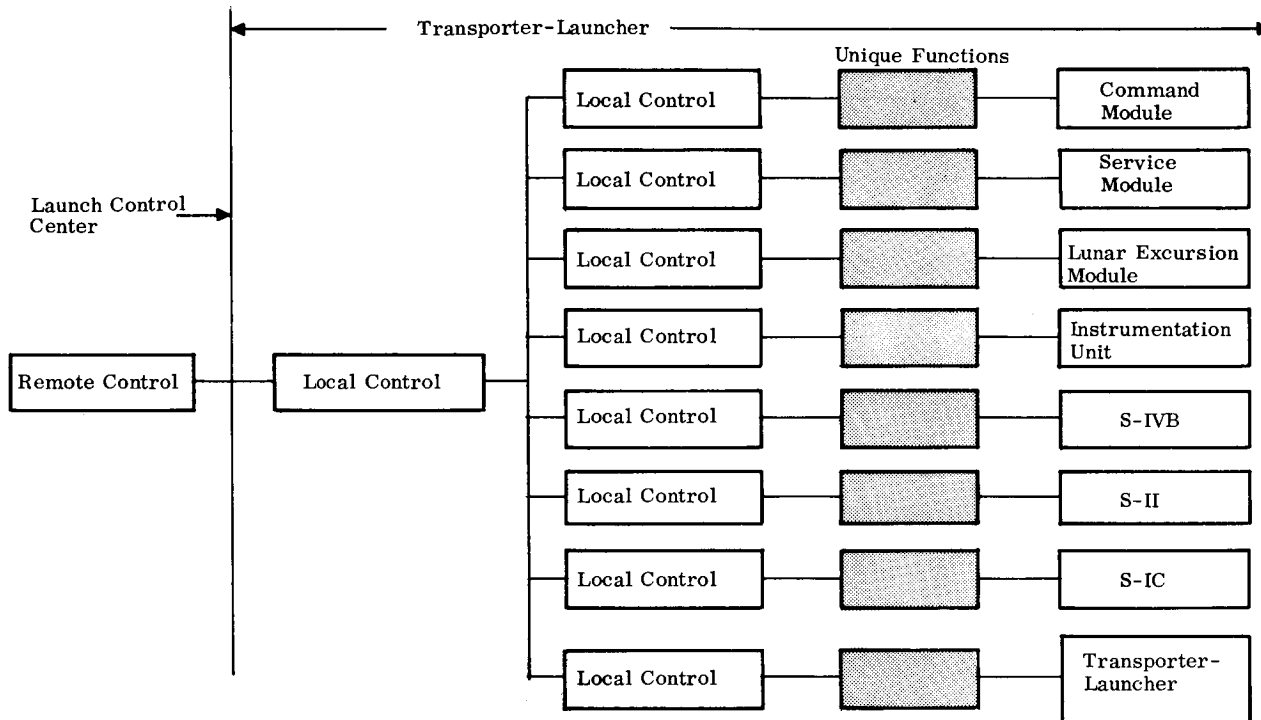 Transporter-Launcher
Unique Functions
Local Control
Command
Module
Local Control
Service
Module
Launch Control
Center
Local Control
Lunar Excursion
Module
Local Control
Instrumentation
Unit
Remote Control
Local Control
Local Control
S-IVB
Local Control
S-II
Local Control
S-IC
Local Control
Transporter-
Launcher